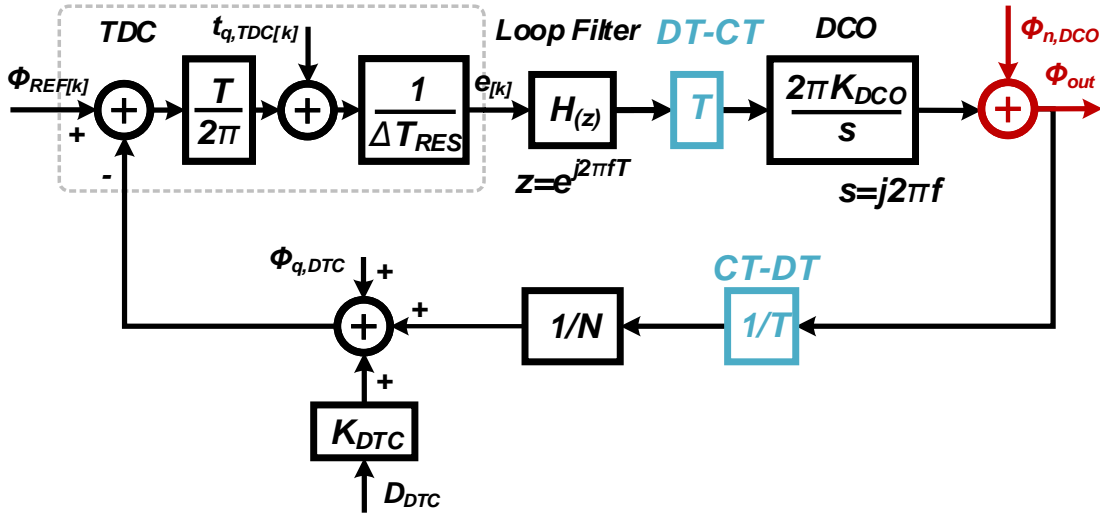 TDC
t_q,TDC[k]
Loop Filter
DT-CT
DCO
Φ_n,DCO
Φ_REF[k]
+
+
-
T
2π
+
1
ΔT_RES
e_[k]
H_(z)
T
2πK_DCO
s
+
Φ_out
z=e^j2πfT
s=j2πf
Φ_q,DTC
+
CT-DT
+
+
1/N
1/T
+
K_DTC
D_DTC